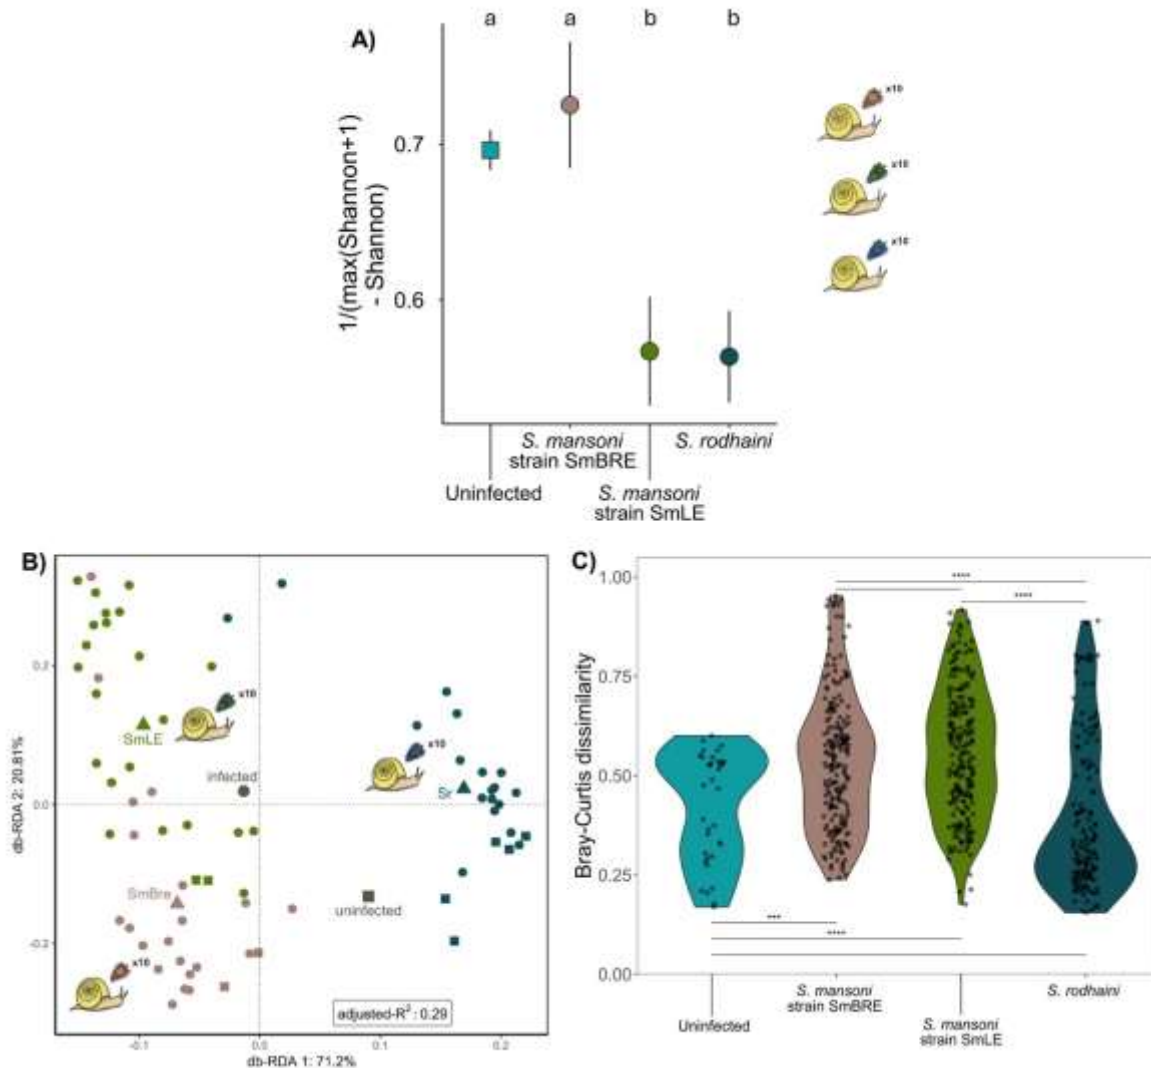 A)
a a b b
x10
x10
x10
1/(max(Shannon+1)
- Shannon)
0.7
0.6
S. mansoni
strain SmBRE
S. rodhaini
Uninfected
S. mansoni
strain SmLE
B)
x10
SmLE
infected
x10
Sr
SmBre
uninfected
x10
adjusted-R²: 0.29
db-RDA 2: 20.81%
0.2
0.0
-0.2
-0.1
0.0
0.1
0.2
db-RDA 1: 71.2%
C)
Bray-Curtis dissimilarity
1.00
0.75
0.50
0.25
0.00
****
****
***
****
Uninfected
S. mansoni
strain SmBRE
S. mansoni
strain SmLE
S. rodhaini